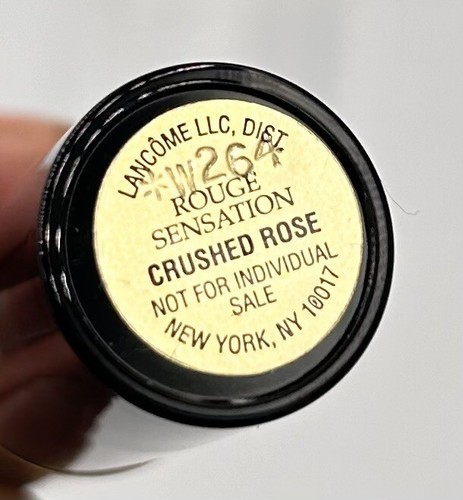 LANCÔME LLC, DIST.
*W264*
ROUGE
SENSATION
CRUSHED ROSE
NOT FOR INDIVIDUAL
SALE
NEW YORK, NY 10017